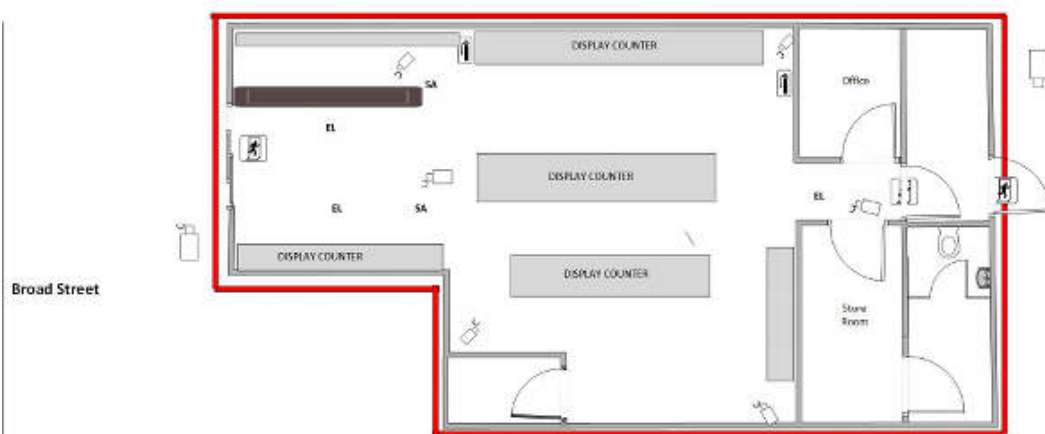 DISPLAY COUNTER
SA
Office
EL
DISPLAY COUNTER
EL
EL
SA
DISPLAY COUNTER
DISPLAY COUNTER
Broad Street
Store
Room